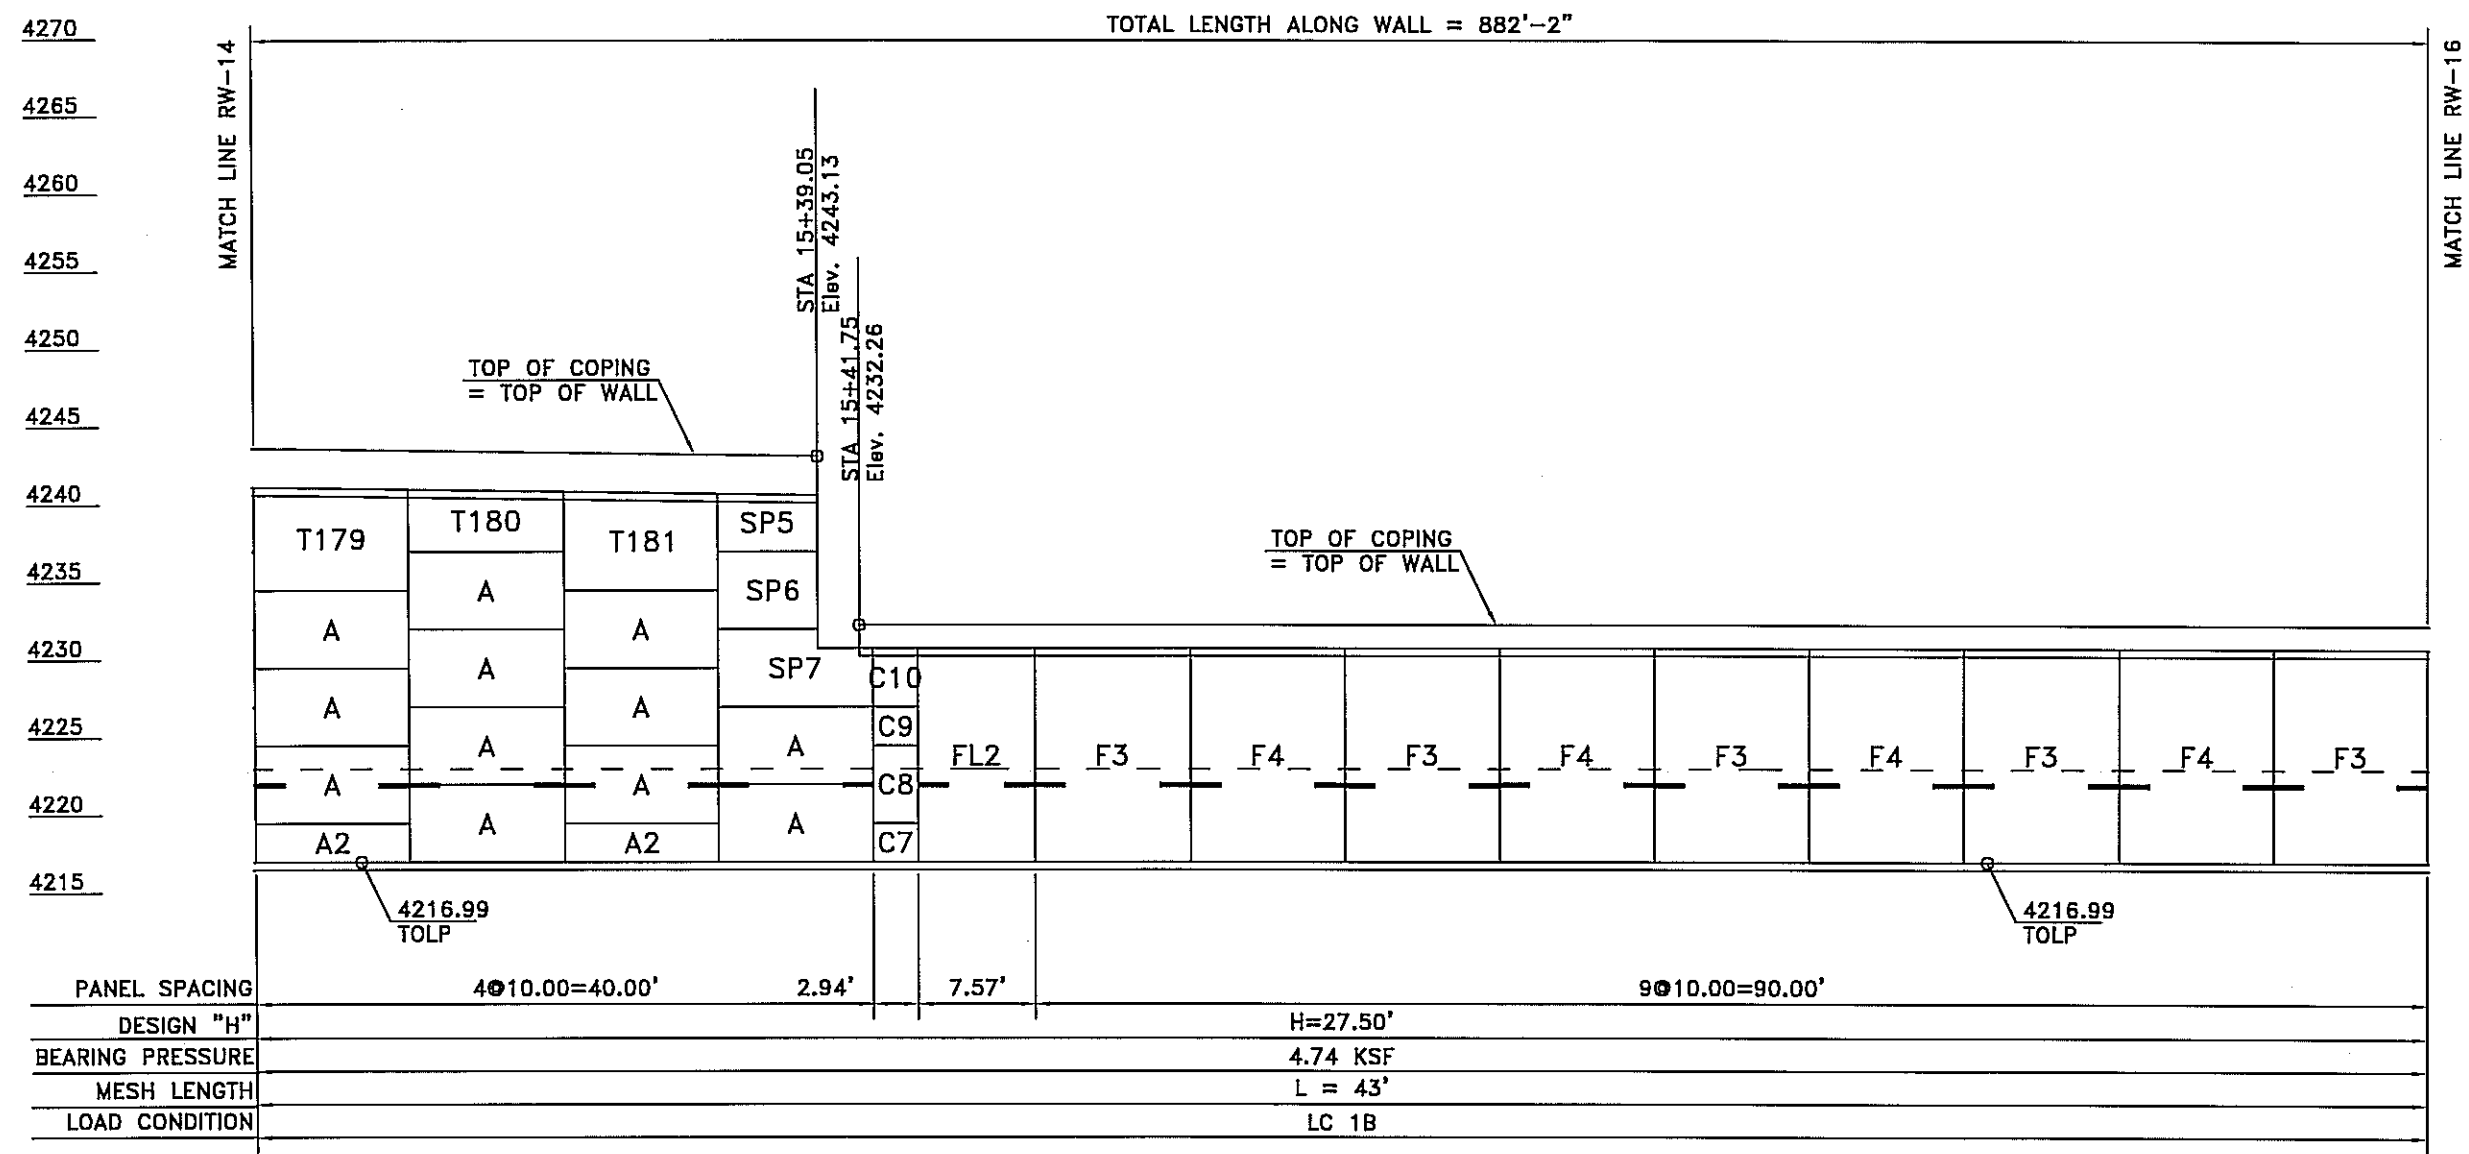 TOTAL LENGTH ALONG WALL = 882'-2"
4270
4265
4260
4255
4250
4245
4240
4235
4230
4225
4220
4215
MATCH LINE RW-14
MATCH LINE RW-16
STA 15+39.05
Elev. 4243.13
STA 15+41.75
Elev. 4232.26
TOP OF COPING
= TOP OF WALL
TOP OF COPING
= TOP OF WALL
T179
T180
T181
SP5
A
SP6
A
A
A
SP7
C10
A
A
A
C9
A
A
FL2 F3 F4 F3 F4 F3 F4 F3 F4 F3
A
A
C8
A2
A
A2
A
C7
4216.99
TOLP
4216.99
TOLP
PANEL SPACING 4@10.00=40.00' 2.94' 7.57' 9@10.00=90.00'
DESIGN "H" H=27.50'
BEARING PRESSURE 4.74 KSF
MESH LENGTH L = 43'
LOAD CONDITION LC 1B